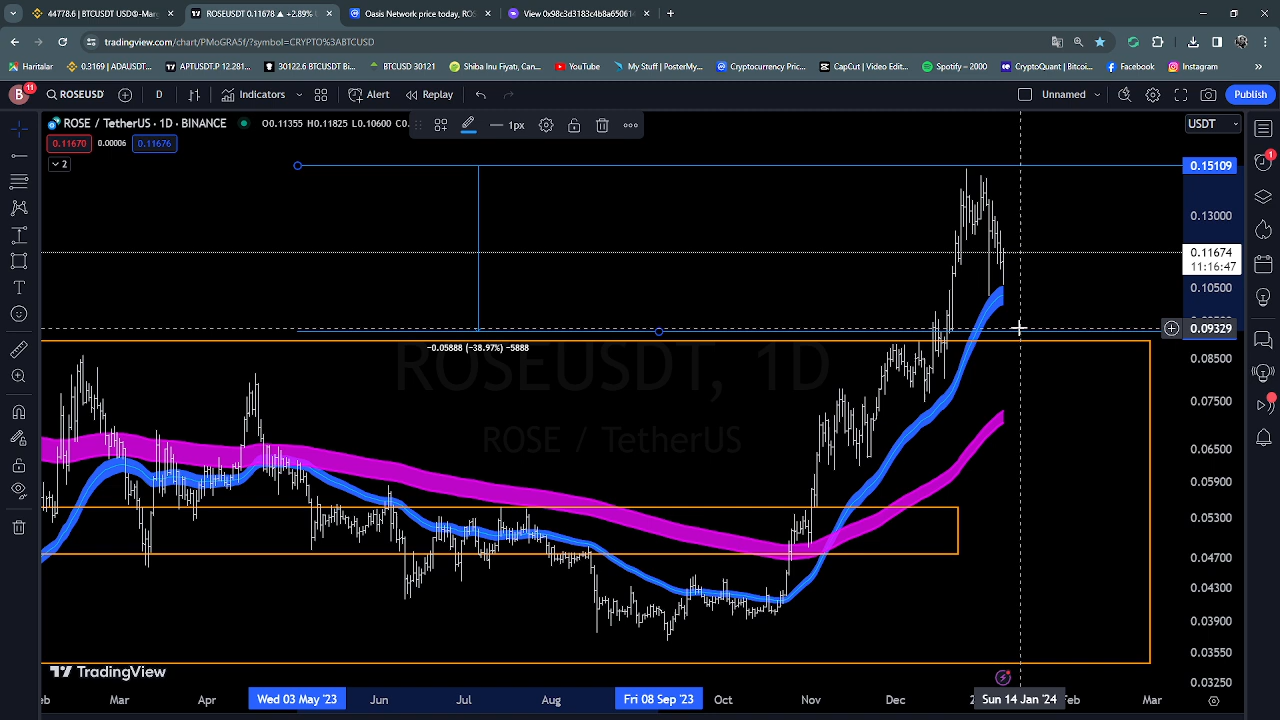 44778.6 | BTCUSDT USDⓈ-Marg
ROSEUSDT 0.11678 ▲ +2.89% U
Oasis Network price today, ROS
View 0x98c3d3183c4b8a65061
tradingview.com/chart/PMoGRA5f/?symbol=CRYPTO%3ABTCUSD
Haritalar
0.3169 | ADAUSDT...
APTUSDT.P 12.281...
30122.6 BTCUSDT Bi...
BTCUSD 30121
Shiba Inu Fiyatı, Can...
YouTube
My Stuff | PosterMy...
Cryptocurrency Pric...
CapCut | Video Edit...
Spotify – 2000
CryptoQuant | Bitcoi...
Facebook
Instagram
B
11
ROSEUSD
D
Indicators
Alert
Replay
Unnamed
Publish
ROSE / TetherUS · 1D · BINANCE
O0.11355 H0.11825 L0.10600 C0.
1px
USDT
0.11670
0.00006
0.11676
2
0.15109
1
0.13000
0.11674
11:16:47
0.10500
0.09329
−0.05888 (−38.97%) −5888
ROSEUSDT, 1D
ROSE / TetherUS
0.08500
0.07500
0.06500
0.05900
0.05300
0.04700
0.04300
0.03900
0.03550
0.03250
TradingView
Mar
Apr
Wed 03 May '23
Jun
Jul
Aug
Fri 08 Sep '23
Oct
Nov
Dec
Sun 14 Jan '24
Mar